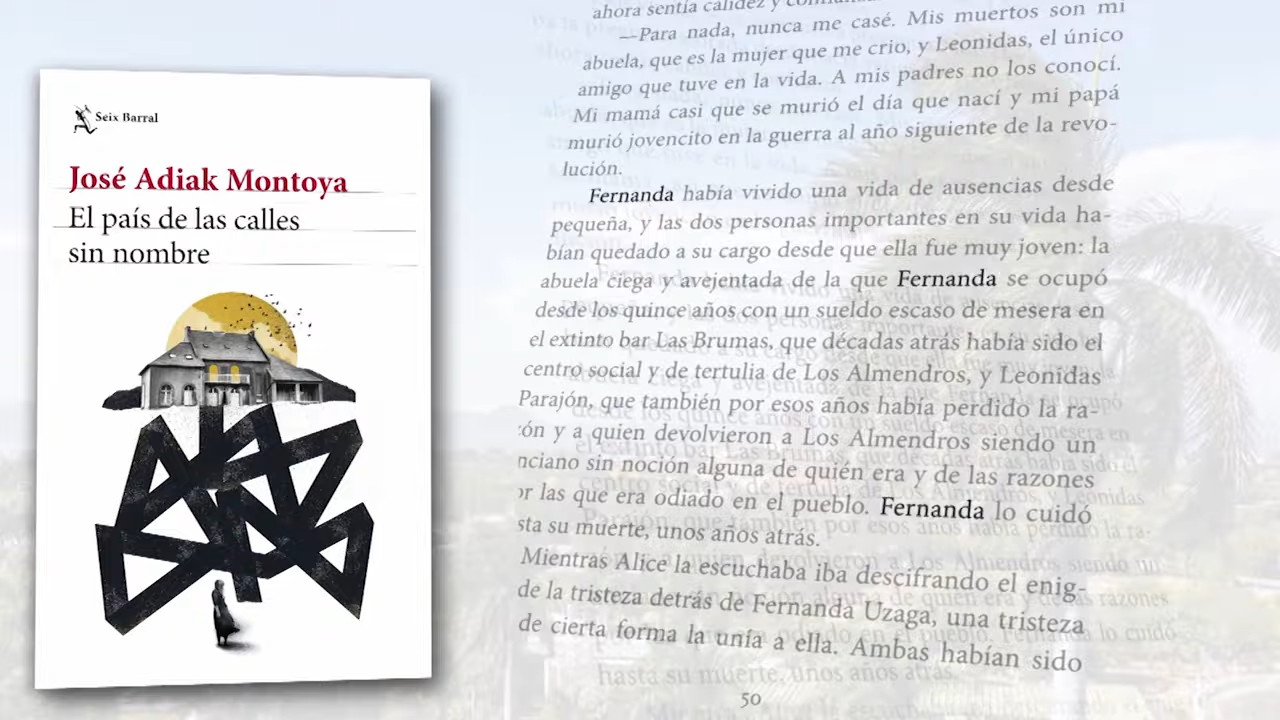 Seix Barral
José Adiak Montoya
El país de las calles
sin nombre
ahora sentía calidez y
—Para nada, nunca me casé. Mis muertos son mi
abuela, que es la mujer que me crio, y Leonidas, el único
amigo que tuve en la vida. A mis padres no los conocí.
Mi mamá casi que se murió el día que nací y mi papá
murió jovencito en la guerra al año siguiente de la revo-
lución.
Fernanda había vivido una vida de ausencias desde
pequeña, y las dos personas importantes en su vida ha-
bían quedado a su cargo desde que ella fue muy joven: la
abuela ciega y avejentada de la que Fernanda se ocupó
desde los quince años con un sueldo escaso de mesera en
el extinto bar Las Brumas, que décadas atrás había sido el
centro social y de tertulia de Los Almendros, y Leonidas
Parajón, que también por esos años había perdido la ra-
ón y a quien devolvieron a Los Almendros siendo un
nciano sin noción alguna de quién era y de las razones
or las que era odiado en el pueblo. Fernanda lo cuidó
sta su muerte, unos años atrás.
Mientras Alice la escuchaba iba descifrando el enig-
de la tristeza detrás de Fernanda Uzaga, una tristeza
de cierta forma la unía a ella. Ambas habían sido
50